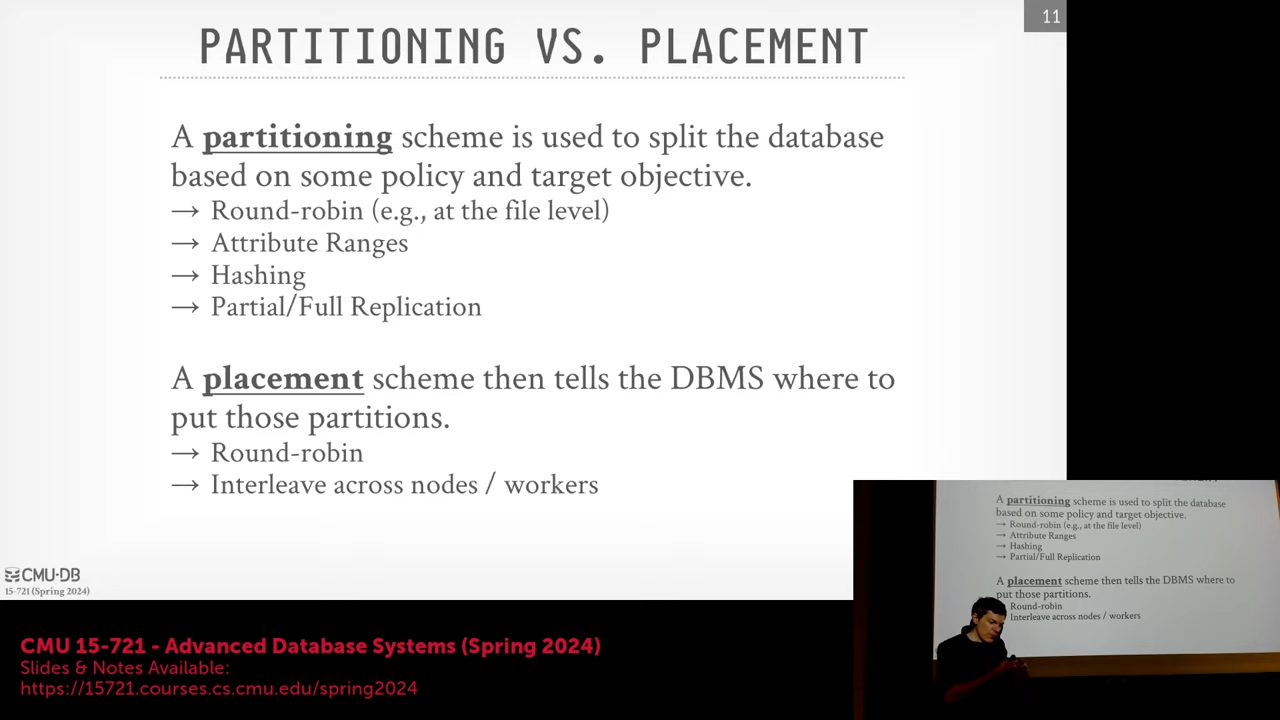 11
PARTITIONING VS. PLACEMENT
A partitioning scheme is used to split the database
based on some policy and target objective.
→ Round-robin (e.g., at the file level)
→ Attribute Ranges
→ Hashing
→ Partial/Full Replication
A placement scheme then tells the DBMS where to
put those partitions.
→ Round-robin
→ Interleave across nodes / workers
CMU·DB
15-721 (Spring 2024)
A partitioning scheme is used to split the database
based on some policy and target objective.
→ Round-robin (e.g., at the file level)
→ Attribute Ranges
→ Hashing
→ Partial/Full Replication
A placement scheme then tells the DBMS where to
put those partitions.
Round-robin
Interleave across nodes / workers
CMU 15-721 - Advanced Database Systems (Spring 2024)
Slides & Notes Available:
https://15721.courses.cs.cmu.edu/spring2024